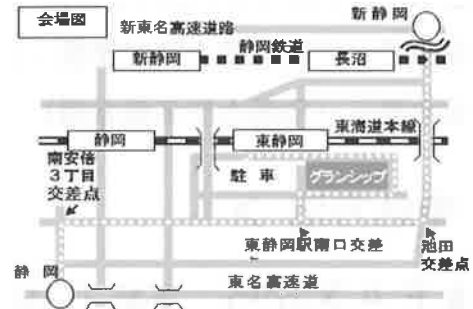 会場図
新東名高速道路
新静岡
静岡鉄道
新静岡
長沼
静岡
東静岡
東海道本線
南安倍
3丁目
交差点
駐車
グランシップ
東静岡駅南口交差
池田
交差点
静岡
東名高速道